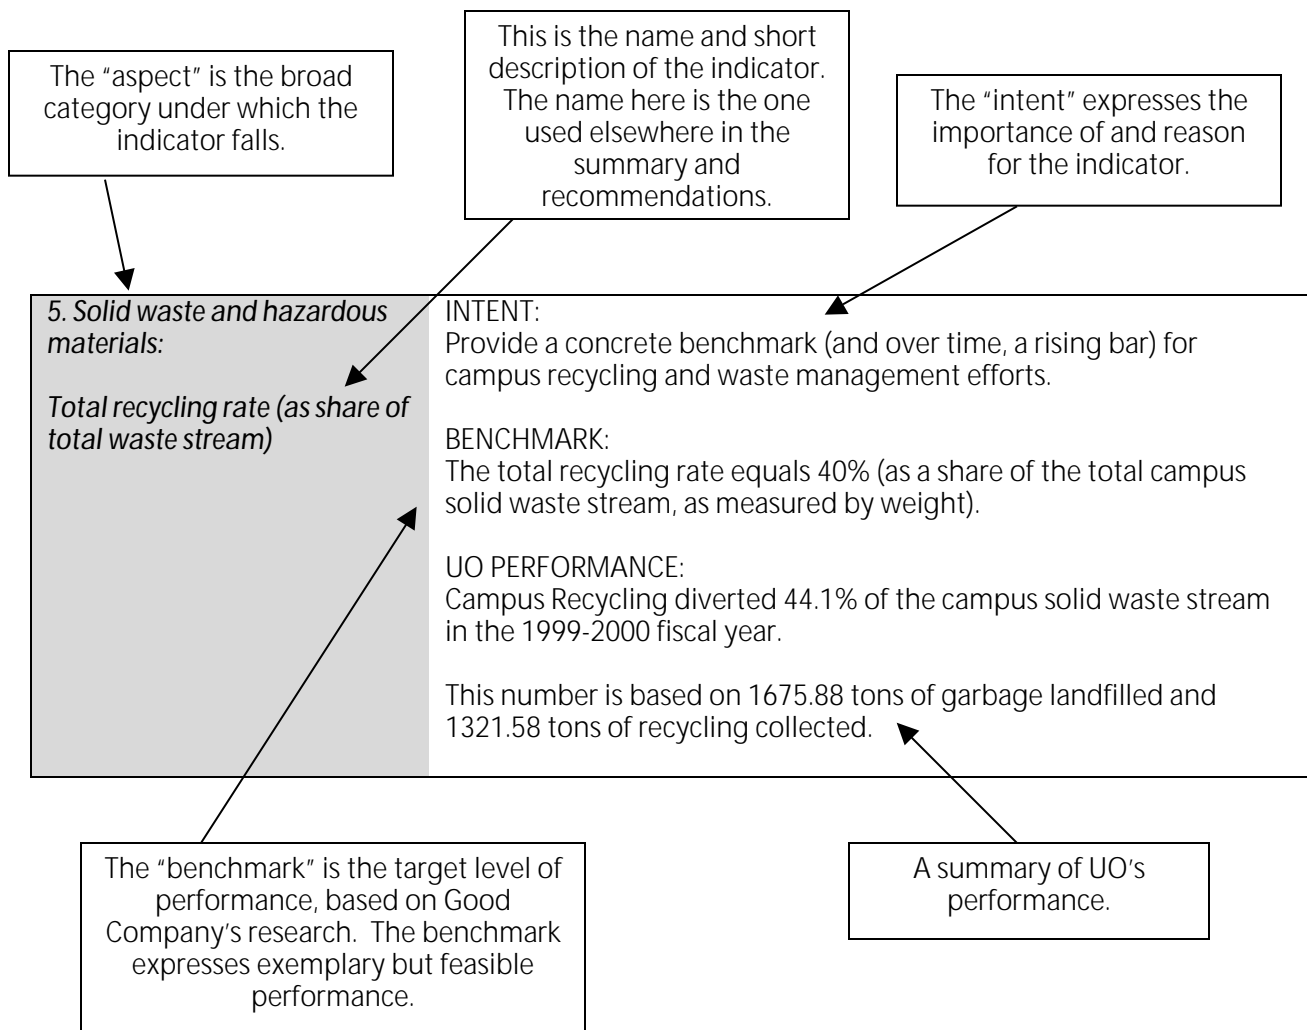 The “aspect” is the broad
category under which the
indicator falls.
This is the name and short
description of the indicator.
The name here is the one
used elsewhere in the
summary and
recommendations.
The “intent” expresses the
importance of and reason
for the indicator.
5. Solid waste and hazardous
materials:
Total recycling rate (as share of
total waste stream)
INTENT:
Provide a concrete benchmark (and over time, a rising bar) for
campus recycling and waste management efforts.
BENCHMARK:
The total recycling rate equals 40% (as a share of the total campus
solid waste stream, as measured by weight).
UO PERFORMANCE:
Campus Recycling diverted 44.1% of the campus solid waste stream
in the 1999-2000 fiscal year.
This number is based on 1675.88 tons of garbage landfilled and
1321.58 tons of recycling collected.
The “benchmark” is the target level of
performance, based on Good
Company’s research.  The benchmark
expresses exemplary but feasible
performance.
A summary of UO’s
performance.